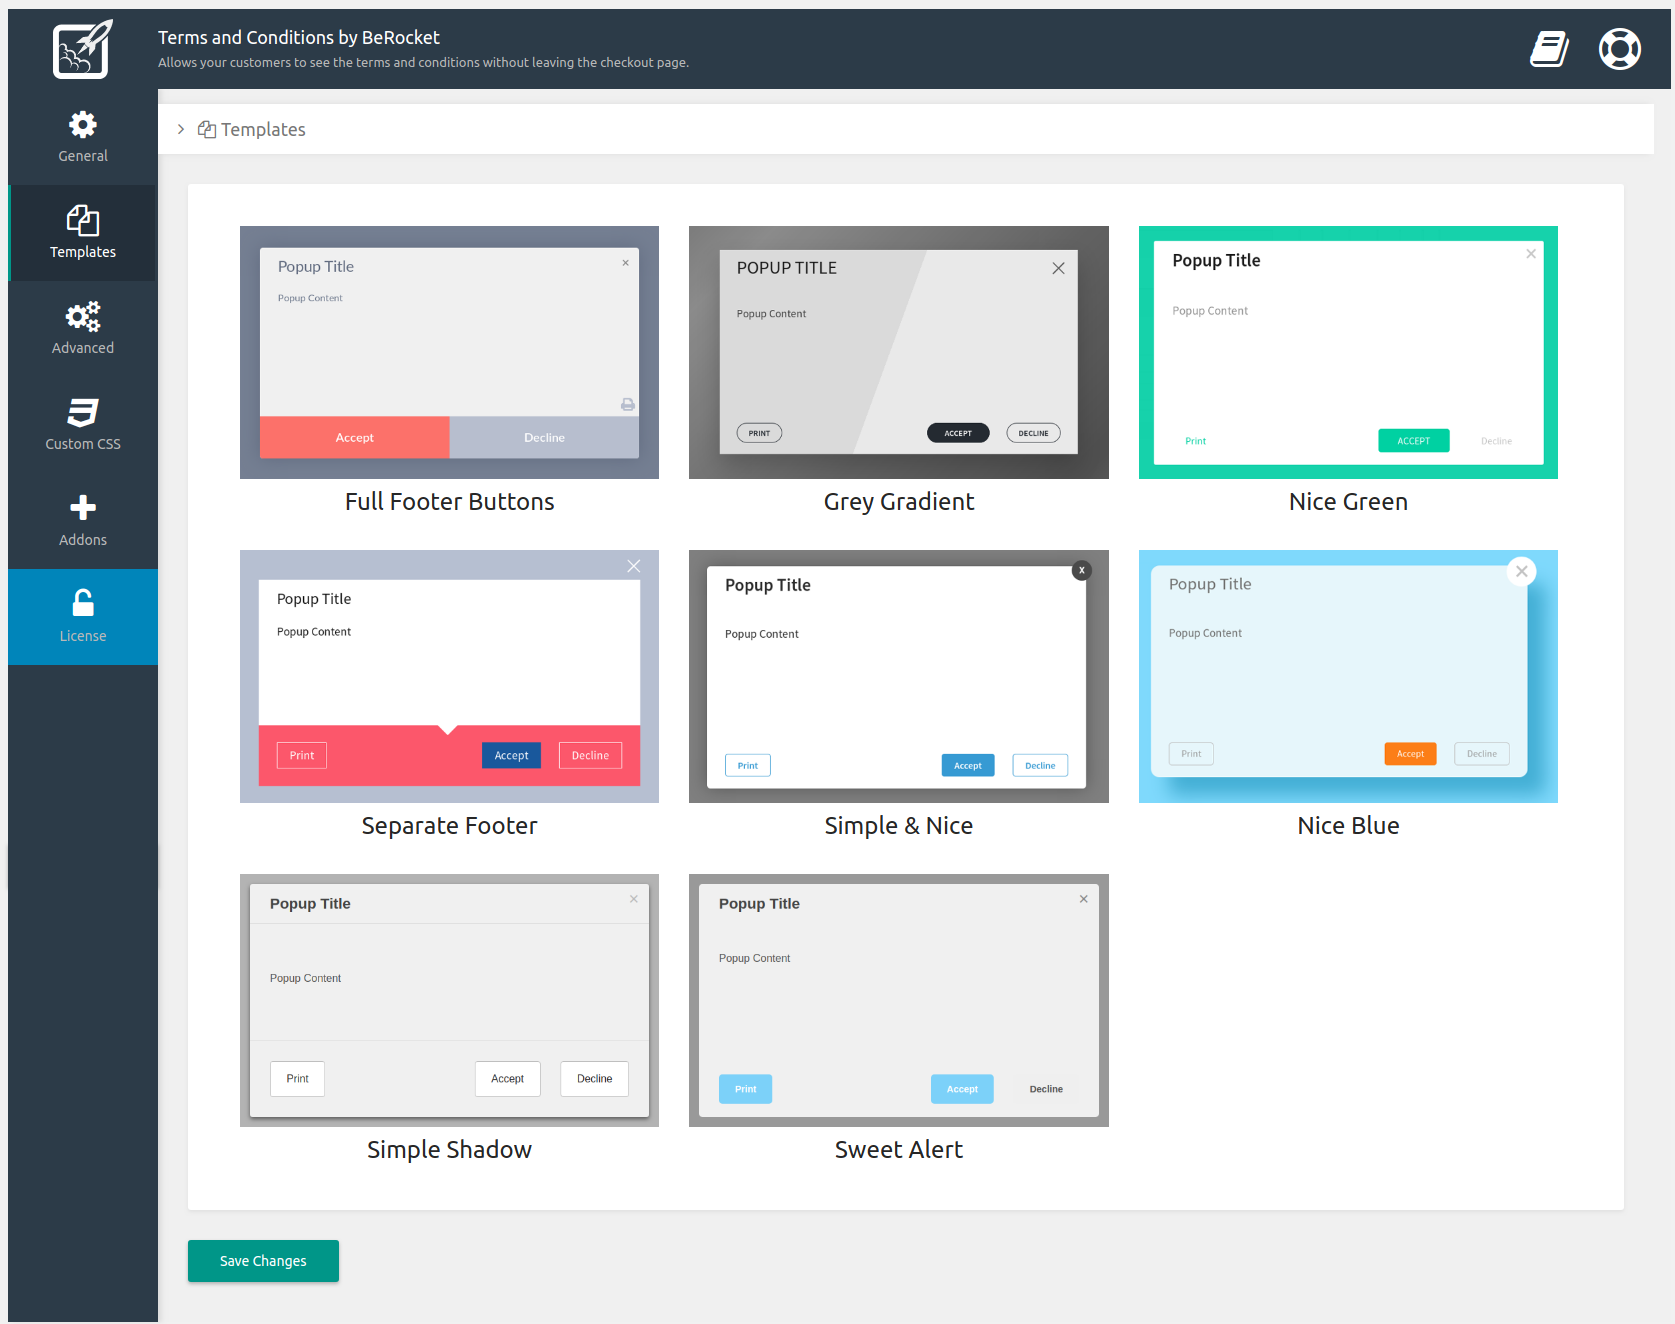 Terms and Conditions by BeRocket
Allows your customers to see the terms and conditions without leaving the checkout page.
General
Templates
Advanced
Custom CSS
Addons
License
Templates
Popup Title
×
Popup Content
Accept
Decline
Full Footer Buttons
POPUP TITLE
Popup Content
PRINT
ACCEPT
DECLINE
Grey Gradient
Popup Title
Popup Content
Print
ACCEPT
Decline
Nice Green
Popup Title
Popup Content
Print
Accept
Decline
Separate Footer
Popup Title
x
Popup Content
Print
Accept
Decline
Simple & Nice
Popup Title
Popup Content
Print
Accept
Decline
Nice Blue
Popup Title
×
Popup Content
Print
Accept
Decline
Simple Shadow
Popup Title
×
Popup Content
Print
Accept
Decline
Sweet Alert
Save Changes